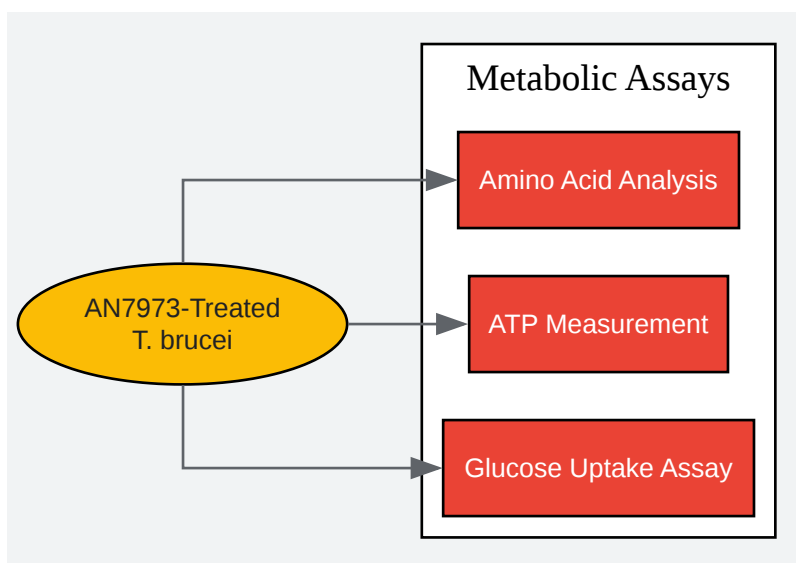 Metabolic Assays
Amino Acid Analysis
AN7973-Treated
T. brucei
ATP Measurement
Glucose Uptake Assay